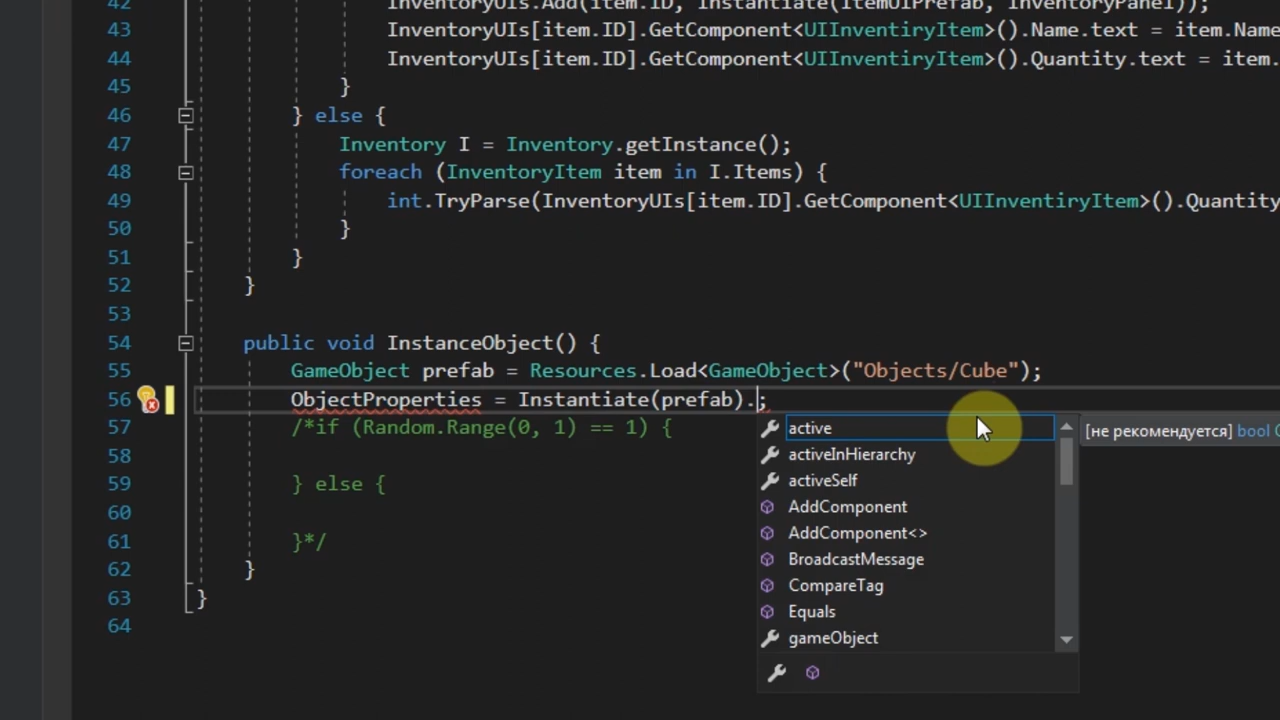 42 InventoryUIs.Add(item.ID, Instantiate(ItemUIPrefab, InventoryPanel));
43 InventoryUIs[item.ID].GetComponent<UIInventiryItem>().Name.text = item.Name
44 InventoryUIs[item.ID].GetComponent<UIInventiryItem>().Quantity.text = item.
45 }
46 } else {
47 Inventory I = Inventory.getInstance();
48 foreach (InventoryItem item in I.Items) {
49 int.TryParse(InventoryUIs[item.ID].GetComponent<UIInventiryItem>().Quantity
50 }
51 }
52 }
53
54 public void InstanceObject() {
55 GameObject prefab = Resources.Load<GameObject>("Objects/Cube");
56 ObjectProperties = Instantiate(prefab).;
57 /*if (Random.Range(0, 1) == 1) {
58
59 } else {
60
61 }*/
62 }
63 }
64
active
[не рекомендуется] bool
activeInHierarchy
activeSelf
AddComponent
AddComponent<>
BroadcastMessage
CompareTag
Equals
gameObject